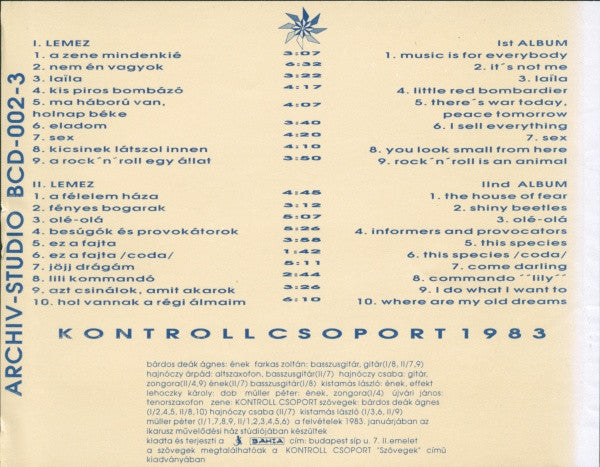 ARCHIV-STUDIO BCD-002-3
I. LEMEZ Ist ALBUM
1. a zene mindenkié 3:07 1. music is for everybody
2. nem én vagyok 6:32 2. it´s not me
3. laïla 3:22 3. laïla
4. kis piros bombázó 4:17 4. little red bombardier
5. ma háború van, 4:07 5. there´s war today,
holnap béke peace tomorrow
6. eladom 3:40 6. I sell everything
7. sex 4:20 7. sex
8. kicsinek látszol innen 4:10 8. you look small from here
9. a rock´n´roll egy állat 3:50 9. rock´n´roll is an animal
II. LEMEZ IInd ALBUM
1. a félelem háza 4:45 1. the house of fear
2. fényes bogarak 3:12 2. shiny beetles
3. olé-olá 5:07 3. olé-olá
4. besúgók és provokátorok 5:26 4. informers and provocators
5. ez a fajta 3:58 5. this species
6. ez a fajta /coda/ 1:42 6. this species /coda/
7. jöjj drágám 5:11 7. come darling
8. lili kommandó 2:44 8. commando ´´lily´´
9. azt csinálok, amit akarok 3:26 9. I do what I want to
10. hol vannak a régi álmaim 6:10 10. where are my old dreams
KONTROLLCSOPORT1983
bárdos deák ágnes: ének farkas zoltán: basszusgitár, gitár(I/8, II/7,9)
hajnóczy árpád: altszaxofon, basszusgitár(II/7) hajnóczy csaba: gitár,
zongora(II/4,9) ének(II/7) basszusgitár(I/8) kistamás lászló: ének, effekt
lehoczky károly: dob müller péter: ének, zongora(I/4) újvári jános:
tenorszaxofon zene: KONTROLL CSOPORT szövegek: bárdos deák ágnes
(I/2,4,5, II/8,10) hajnóczy csaba (II/7) kistamás lászló (I/3,6, II/9)
müller péter (I/1,7,8,9, II/1,2,3,4,5,6) a felvételek 1983. januárjában az
ikarusz művelődési ház stúdiójában készültek
kiadta és terjeszti a BAHIA cím: budapest síp u. 7. II.emelet
a szövegek megtalálhatóak a KONTROLL CSOPORT "Szövegek" című
kiadványában